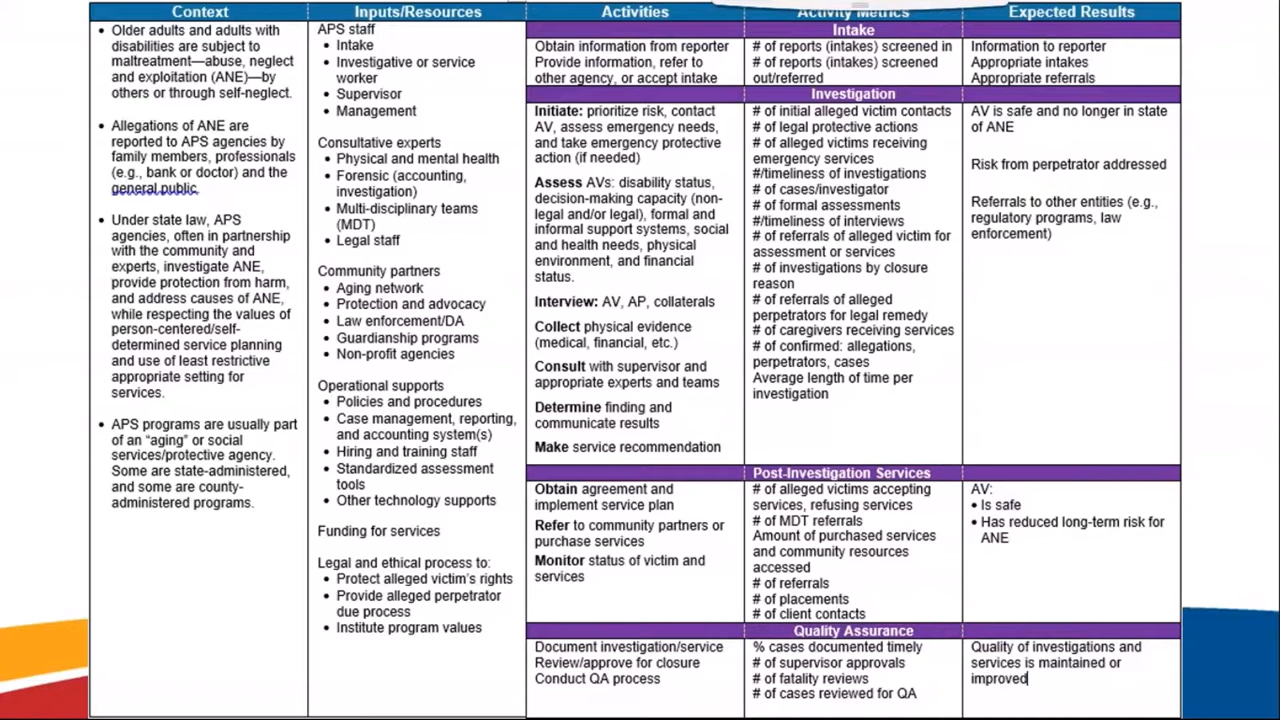 Context
Inputs/Resources
Activities
Activity Metrics
Expected Results
• Older adults and adults with
disabilities are subject to
maltreatment—abuse, neglect
and exploitation (ANE)—by
others or through self-neglect.
• Allegations of ANE are
reported to APS agencies by
family members, professionals
(e.g., bank or doctor) and the
general public.
• Under state law, APS
agencies, often in partnership
with the community and
experts, investigate ANE,
provide protection from harm,
and address causes of ANE,
while respecting the values of
person-centered/self-
determined service planning
and use of least restrictive
appropriate setting for
services.
• APS programs are usually part
of an “aging” or social
services/protective agency.
Some are state-administered,
and some are county-
administered programs.
APS staff
• Intake
• Investigative or service
worker
• Supervisor
• Management
Consultative experts
• Physical and mental health
• Forensic (accounting,
investigation)
• Multi-disciplinary teams
(MDT)
• Legal staff
Community partners
• Aging network
• Protection and advocacy
• Law enforcement/DA
• Guardianship programs
• Non-profit agencies
Operational supports
• Policies and procedures
• Case management, reporting,
and accounting system(s)
• Hiring and training staff
• Standardized assessment
tools
• Other technology supports
Funding for services
Legal and ethical process to:
• Protect alleged victim’s rights
• Provide alleged perpetrator
due process
• Institute program values
Intake
Obtain information from reporter
Provide information, refer to
other agency, or accept intake
# of reports (intakes) screened in
# of reports (intakes) screened
out/referred
Information to reporter
Appropriate intakes
Appropriate referrals
Investigation
Initiate: prioritize risk, contact
AV, assess emergency needs,
and take emergency protective
action (if needed)
Assess AVs: disability status,
decision-making capacity (non-
legal and/or legal), formal and
informal support systems, social
and health needs, physical
environment, and financial
status.
Interview: AV, AP, collaterals
Collect physical evidence
(medical, financial, etc.)
Consult with supervisor and
appropriate experts and teams
Determine finding and
communicate results
Make service recommendation
# of initial alleged victim contacts
# of legal protective actions
# of alleged victims receiving
emergency services
#/timeliness of investigations
# of cases/investigator
# of formal assessments
#/timeliness of interviews
# of referrals of alleged victim for
assessment or services
# of investigations by closure
reason
# of referrals of alleged
perpetrators for legal remedy
# of caregivers receiving services
# of confirmed: allegations,
perpetrators, cases
Average length of time per
investigation
AV is safe and no longer in state
of ANE
Risk from perpetrator addressed
Referrals to other entities (e.g.,
regulatory programs, law
enforcement)
Post-Investigation Services
Obtain agreement and
implement service plan
Refer to community partners or
purchase services
Monitor status of victim and
services
# of alleged victims accepting
services, refusing services
# of MDT referrals
Amount of purchased services
and community resources
accessed
# of referrals
# of placements
# of client contacts
AV:
• Is safe
• Has reduced long-term risk for
ANE
Quality Assurance
Document investigation/service
Review/approve for closure
Conduct QA process
% cases documented timely
# of supervisor approvals
# of fatality reviews
# of cases reviewed for QA
Quality of investigations and
services is maintained or
improved